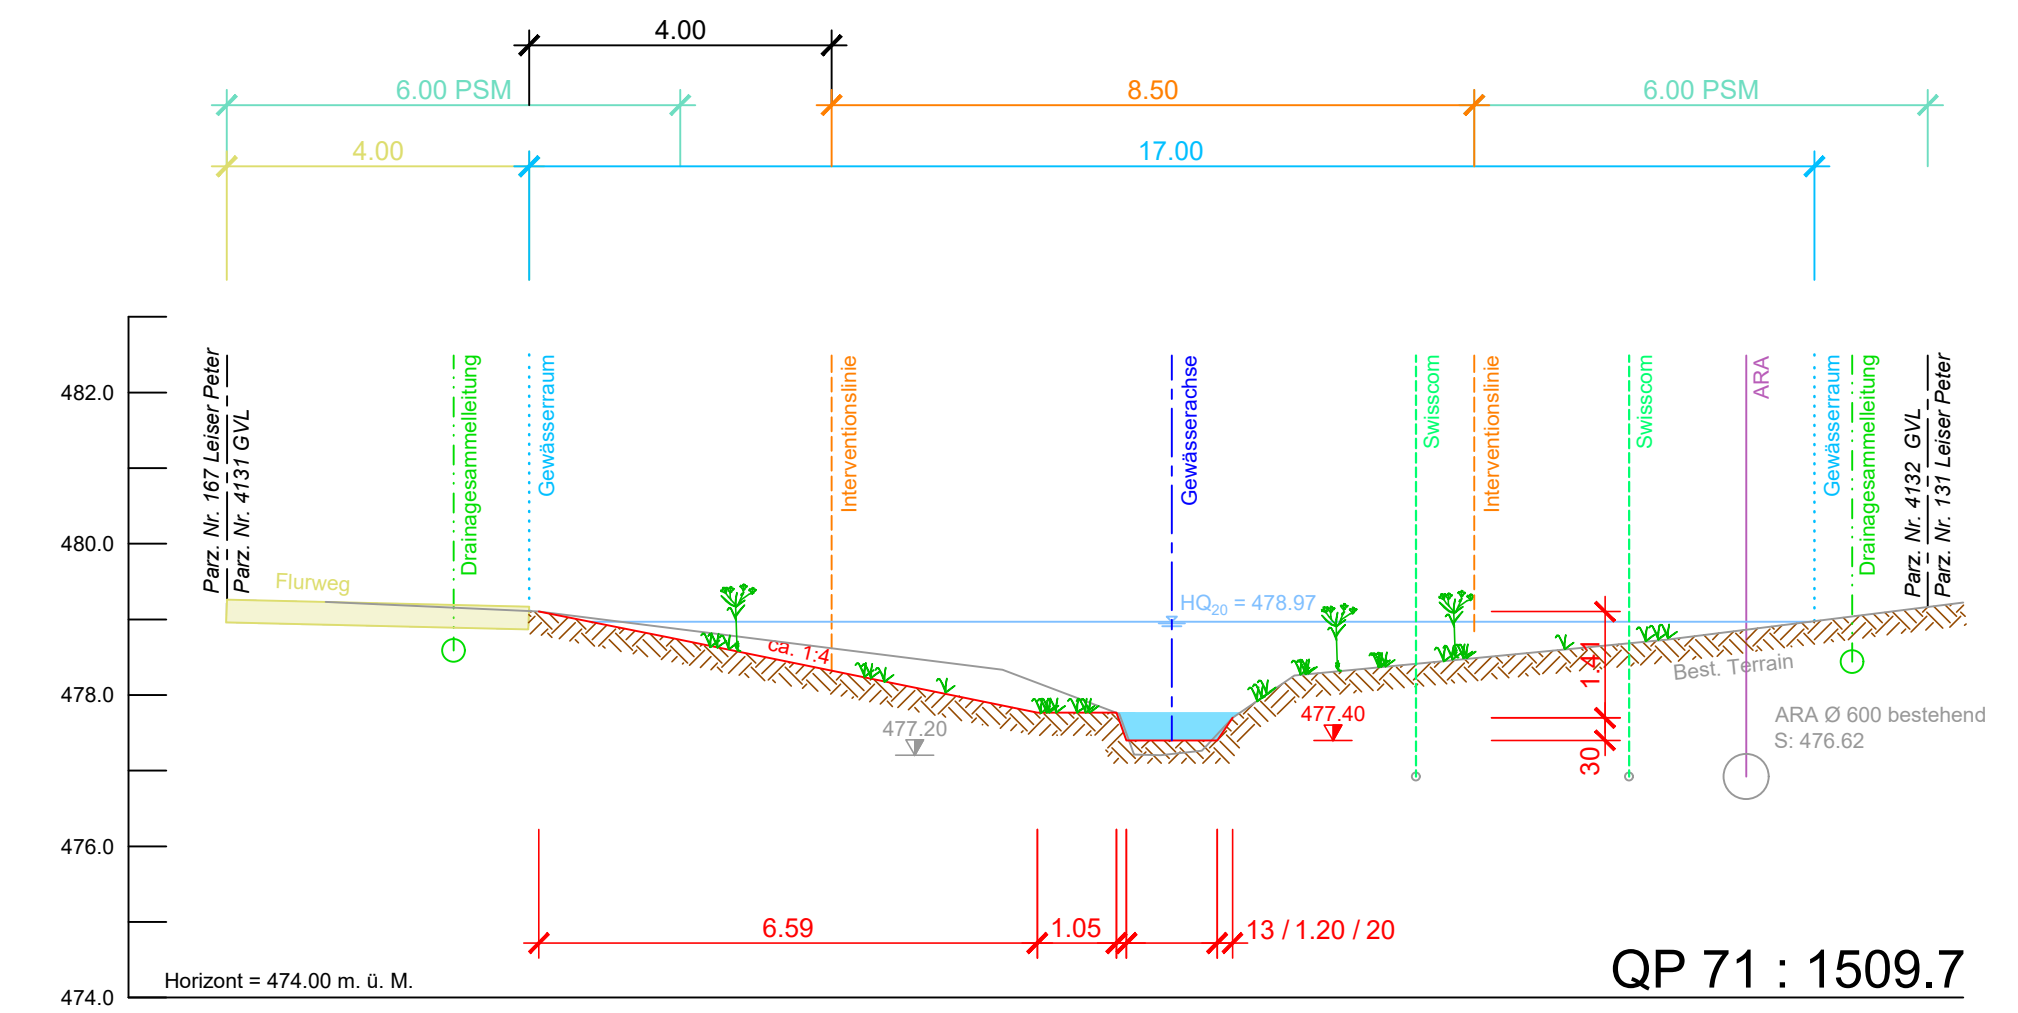 4.00
6.00 PSM
8.50
6.00 PSM
4.00
17.00
482.0
480.0
478.0
476.0
474.0
Parz. Nr. 167 Leiser Peter
Parz. Nr. 4131 GVL
Drainagesammelleitung
Gewässerraum
Interventionslinie
Gewässerachse
Swisscom
Interventionslinie
Swisscom
ARA
Gewässerraum
Drainagesammelleitung
Parz. Nr. 4132 GVL
Parz. Nr. 131 Leiser Peter
Flurweg
HQ20 = 478.97
ca. 1:4
1.41
Best. Terrain
477.20
477.40
30
ARA Ø 600 bestehend
S: 476.62
6.59
1.05
13 / 1.20 / 20
Horizont = 474.00 m. ü. M.
QP 71 : 1509.7